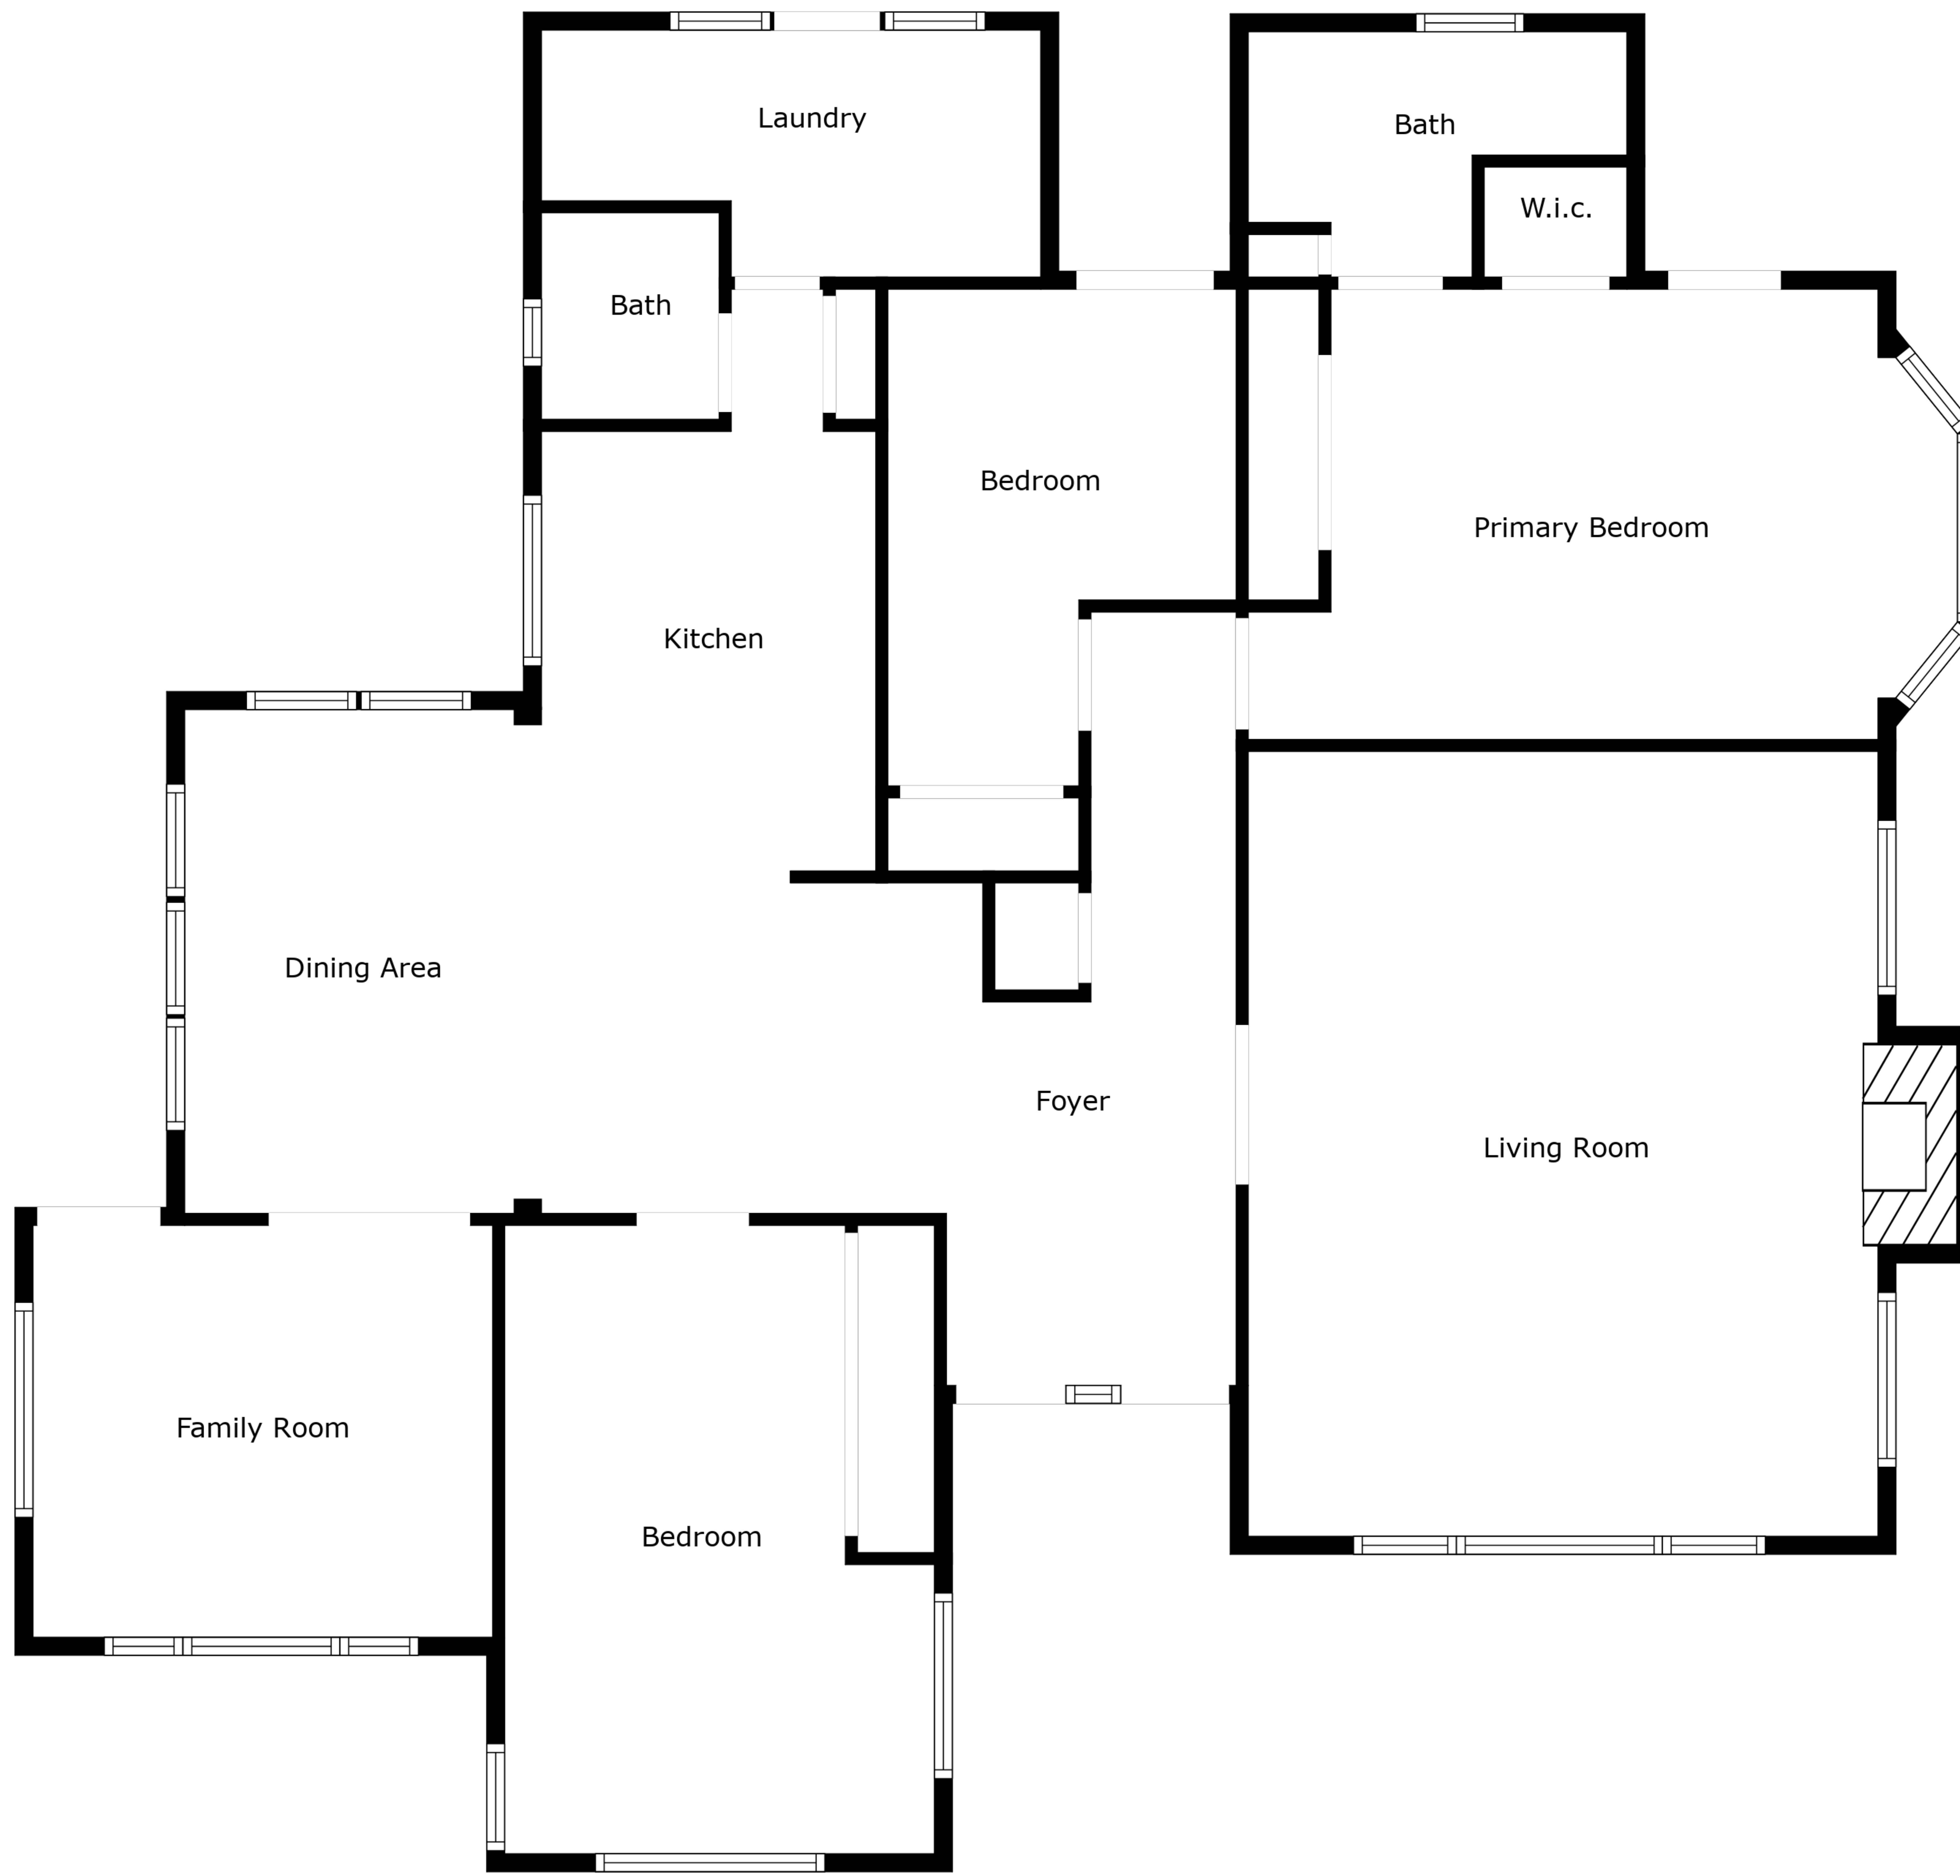 Laundry
Bath
W.i.c.
Bath
Bedroom
Primary Bedroom
Kitchen
Dining Area
Foyer
Living Room
Family Room
Bedroom